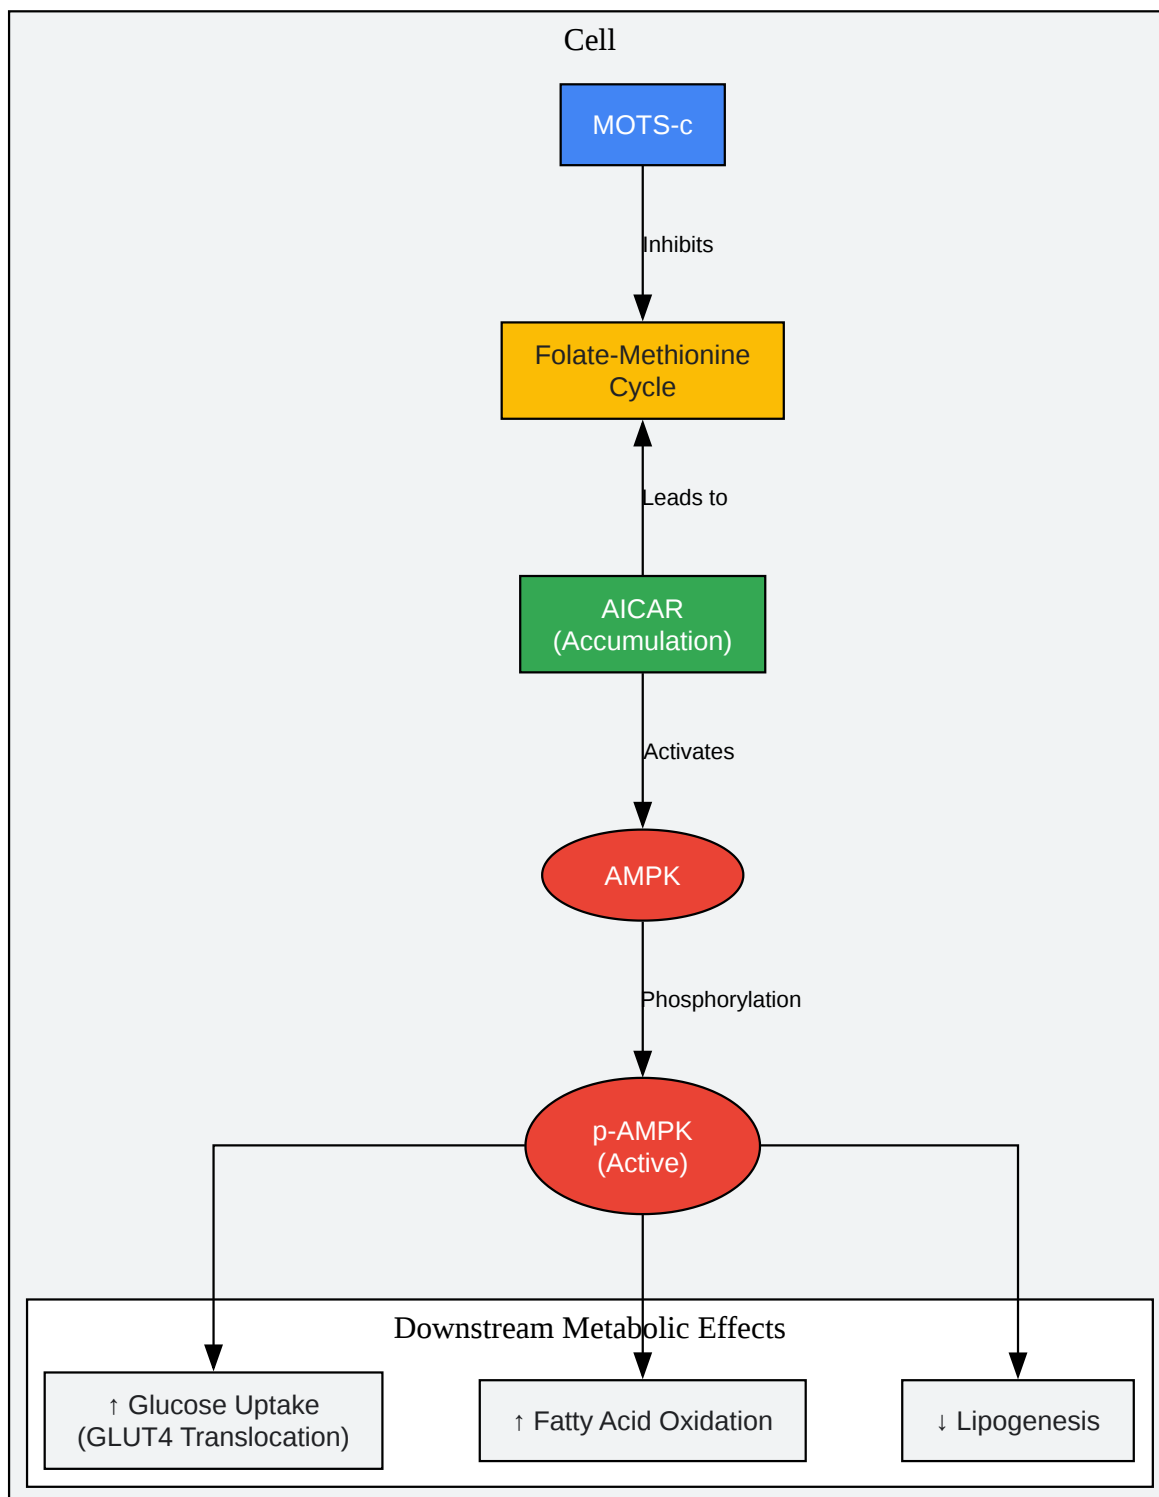 Cell
MOTS-c
Inhibits
Folate-Methionine
Cycle
Leads to
AICAR
(Accumulation)
Activates
AMPK
Phosphorylation
p-AMPK
(Active)
Downstream Metabolic Effects
↑ Glucose Uptake
(GLUT4 Translocation)
↑ Fatty Acid Oxidation
↓ Lipogenesis